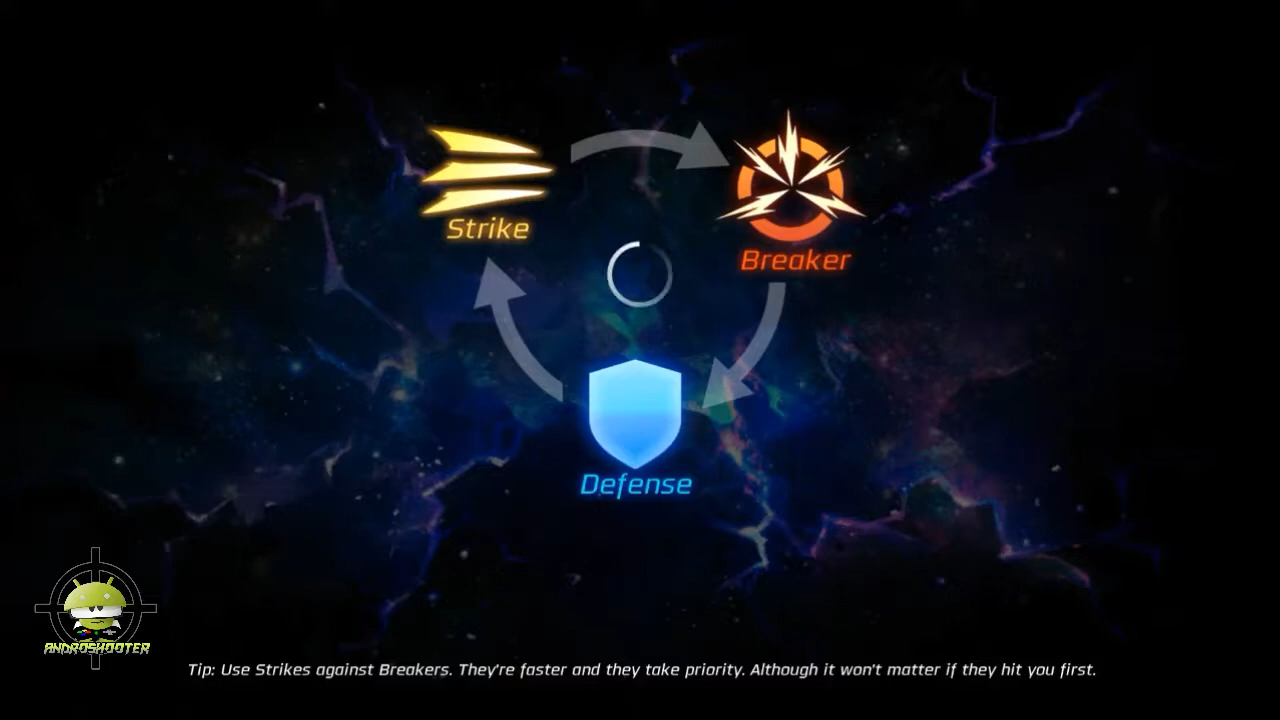 Strike
Breaker
Defense
ANDROSHOOTER
Tip: Use Strikes against Breakers. They're faster and they take priority. Although it won't matter if they hit you first.